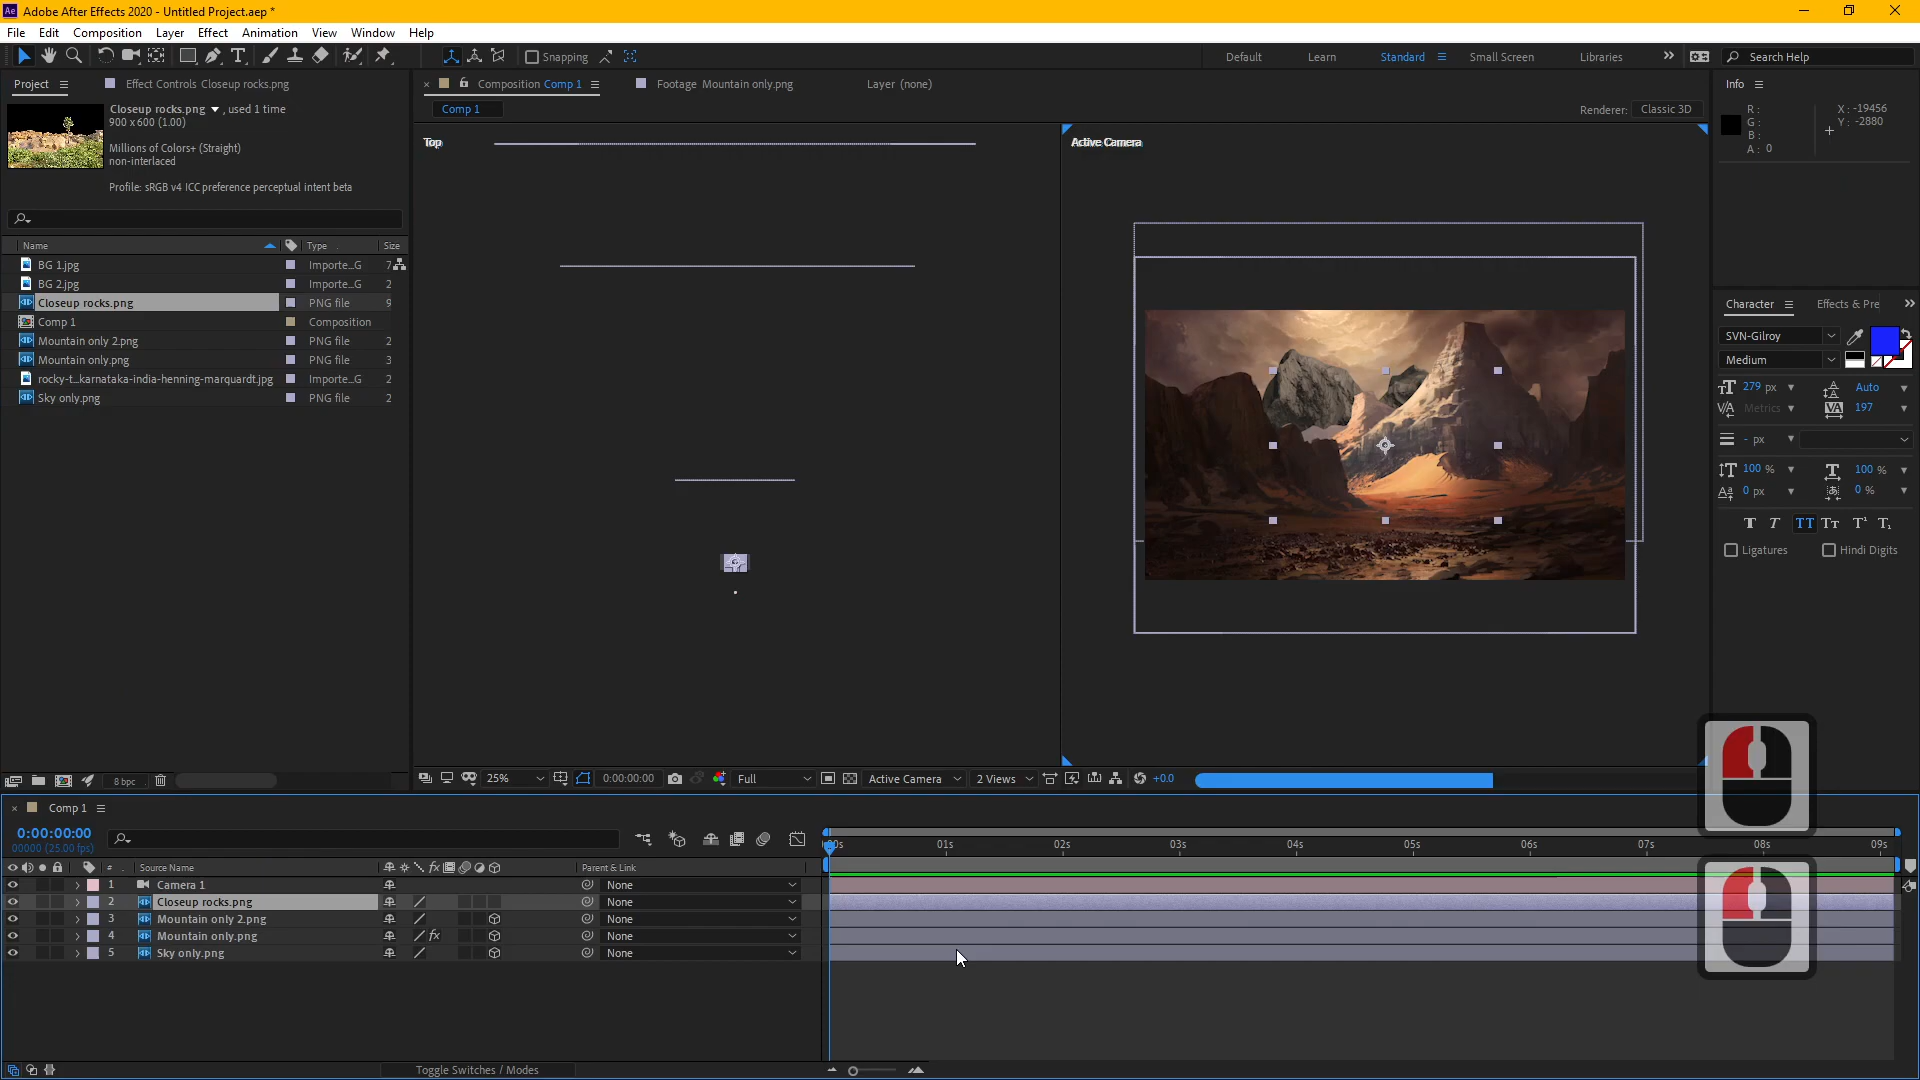 Adobe After Effects 2020 - Untitled Project.aep *
File Edit Composition Layer Effect Animation View Window Help
Snapping
Default Learn Standard Small Screen Libraries
Search Help
Project
Effect Controls Closeup rocks.png
Closeup rocks.png , used 1 time
900 x 600 (1.00)
Millions of Colors+ (Straight)
non-interlaced
Profile: sRGB v4 ICC preference perceptual intent beta
Name Type Size
BG 1.jpg Importe...G 7
BG 2.jpg Importe...G 2
Closeup rocks.png PNG file 9
Comp 1 Composition
Mountain only 2.png PNG file 2
Mountain only.png PNG file 3
rocky-t...karnataka-india-henning-marquardt.jpg Importe...G 2
Sky only.png PNG file 2
8 bpc
Composition Comp 1
Footage Mountain only.png
Layer (none)
Comp 1
Renderer: Classic 3D
Top
Active Camera
25% 0:00:00:00 Full Active Camera 2 Views +0.0
Info
R :
G :
B :
A : 0
X : -19456
Y : -2880
Character Effects & Pre
SVN-Gilroy
Medium
279 px Auto
Metrics 197
- px
100 % 100 %
0 px 0 %
Ligatures Hindi Digits
Comp 1
0:00:00:00
00000 (25.00 fps)
# Source Name Parent & Link
1 Camera 1 None
2 Closeup rocks.png None
3 Mountain only 2.png None
4 Mountain only.png None
5 Sky only.png None
00s 01s 02s 03s 04s 05s 06s 07s 08s 09s
Toggle Switches / Modes